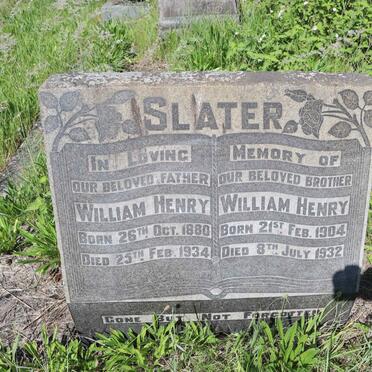 SLATER
IN LOVING MEMORY OF
OUR BELOVED FATHER
WILLIAM HENRY
BORN 26TH OCT. 1880
DIED 25TH FEB. 1934
OUR BELOVED BROTHER
WILLIAM HENRY
BORN 21ST FEB. 1904
DIED 8TH JULY 1932
GONE BUT NOT FORGOTTEN